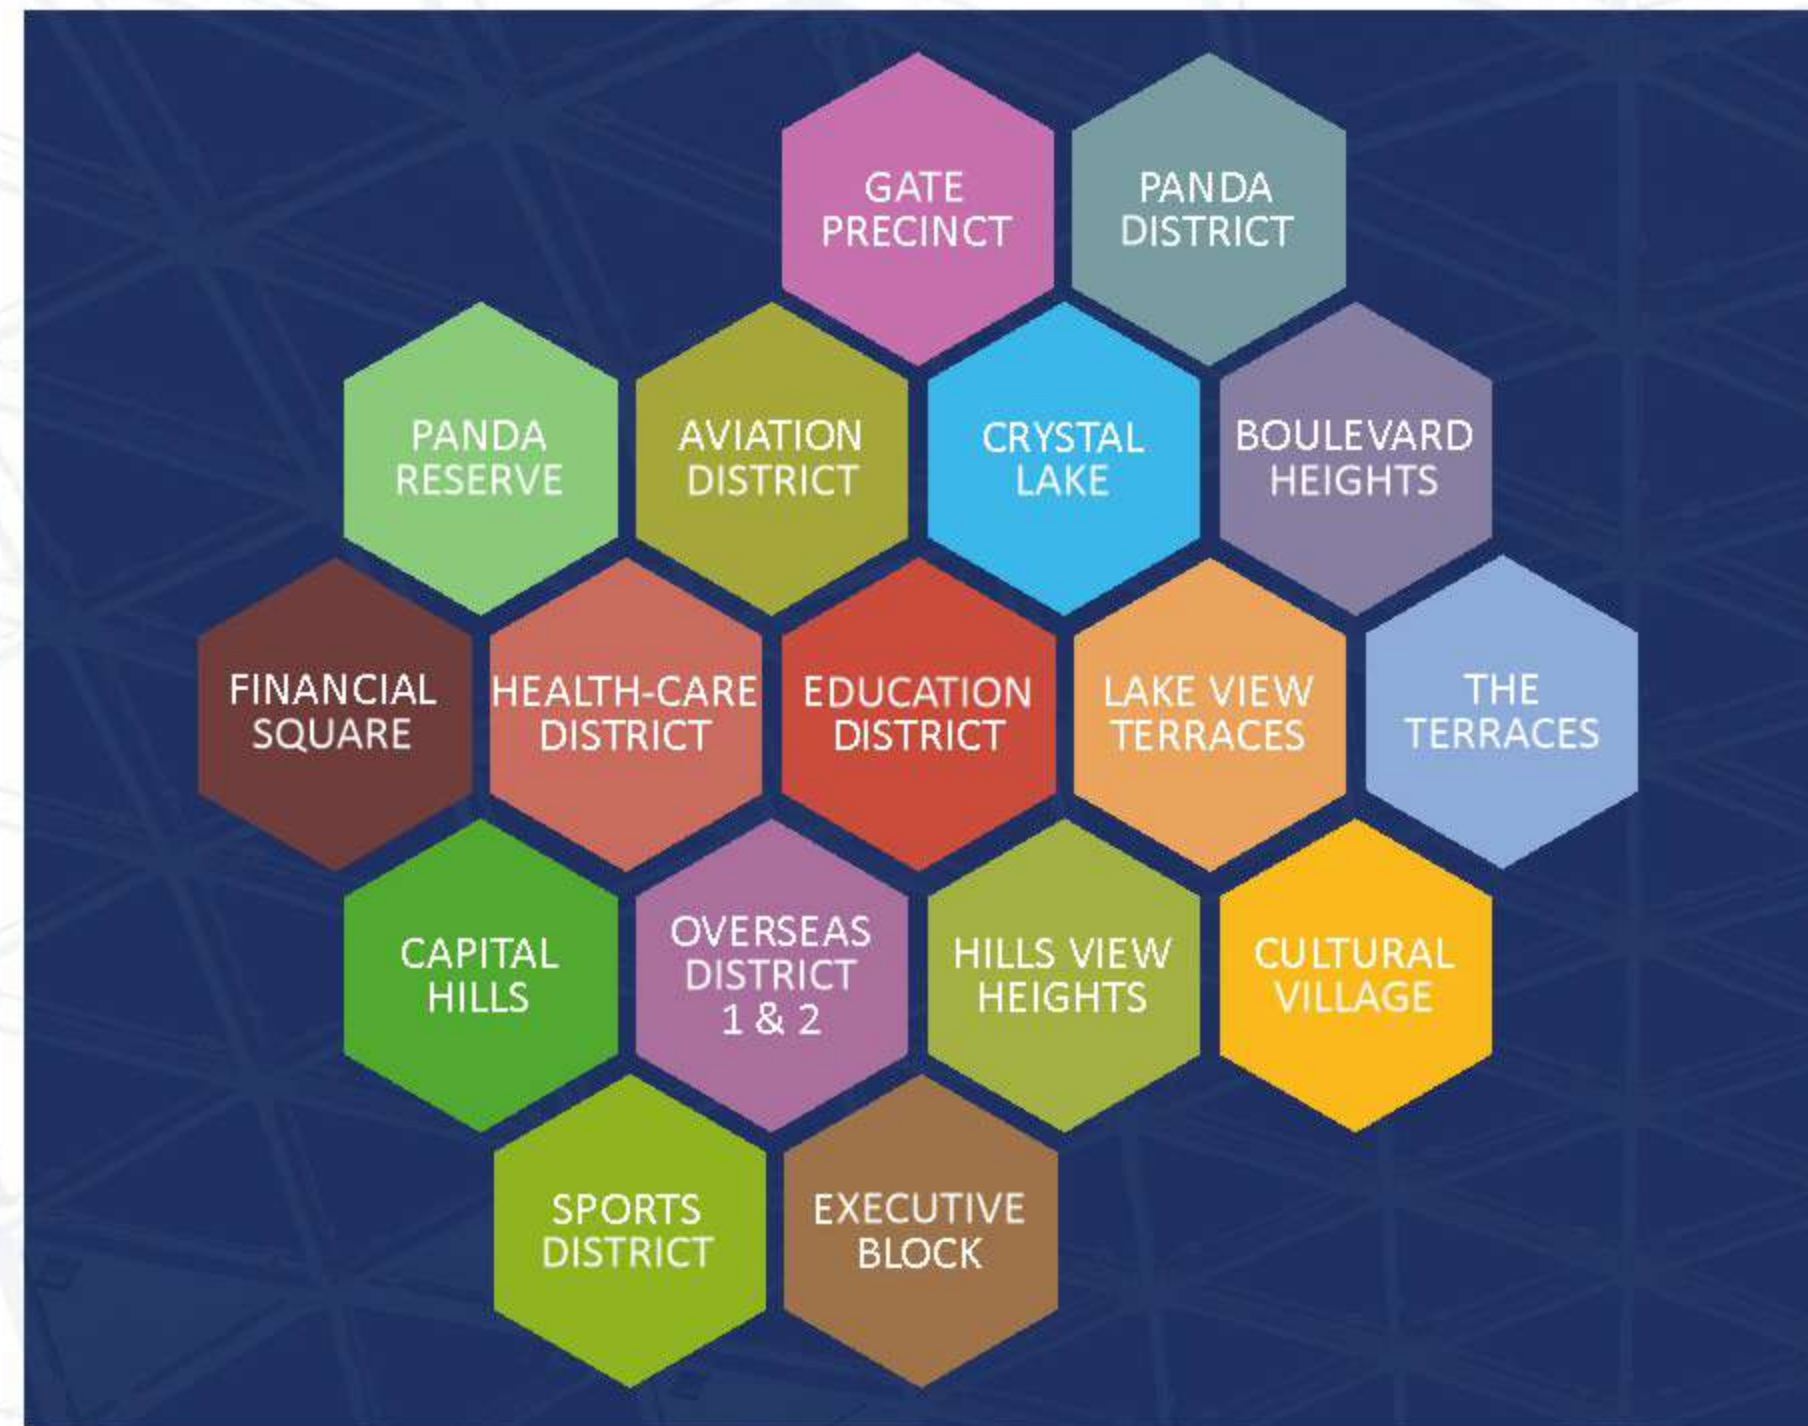 GATE
PRECINCT
PANDA
DISTRICT
PANDA
RESERVE
AVIATION
DISTRICT
CRYSTAL
LAKE
BOULEVARD
HEIGHTS
FINANCIAL
SQUARE
HEALTH-CARE
DISTRICT
EDUCATION
DISTRICT
LAKE VIEW
TERRACES
THE
TERRACES
CAPITAL
HILLS
OVERSEAS
DISTRICT
1 & 2
HILLS VIEW
HEIGHTS
CULTURAL
VILLAGE
SPORTS
DISTRICT
EXECUTIVE
BLOCK